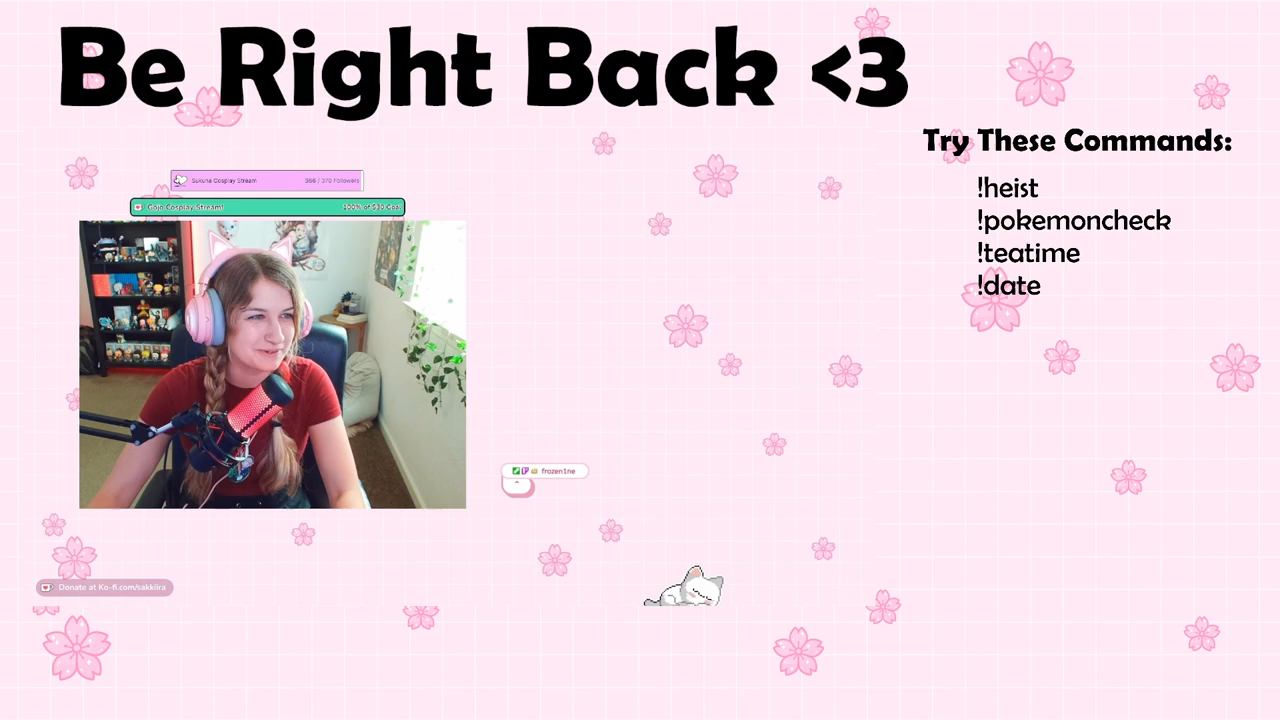 Be Right Back <3
Try These Commands:
!heist
!pokemoncheck
!teatime
!date
Sukuna Cosplay Stream 366 / 370 Followers
Gojo Cosplay Stream! 100% of $30 Goal
frozen1ne
^
Donate at Ko-fi.com/sakkiira